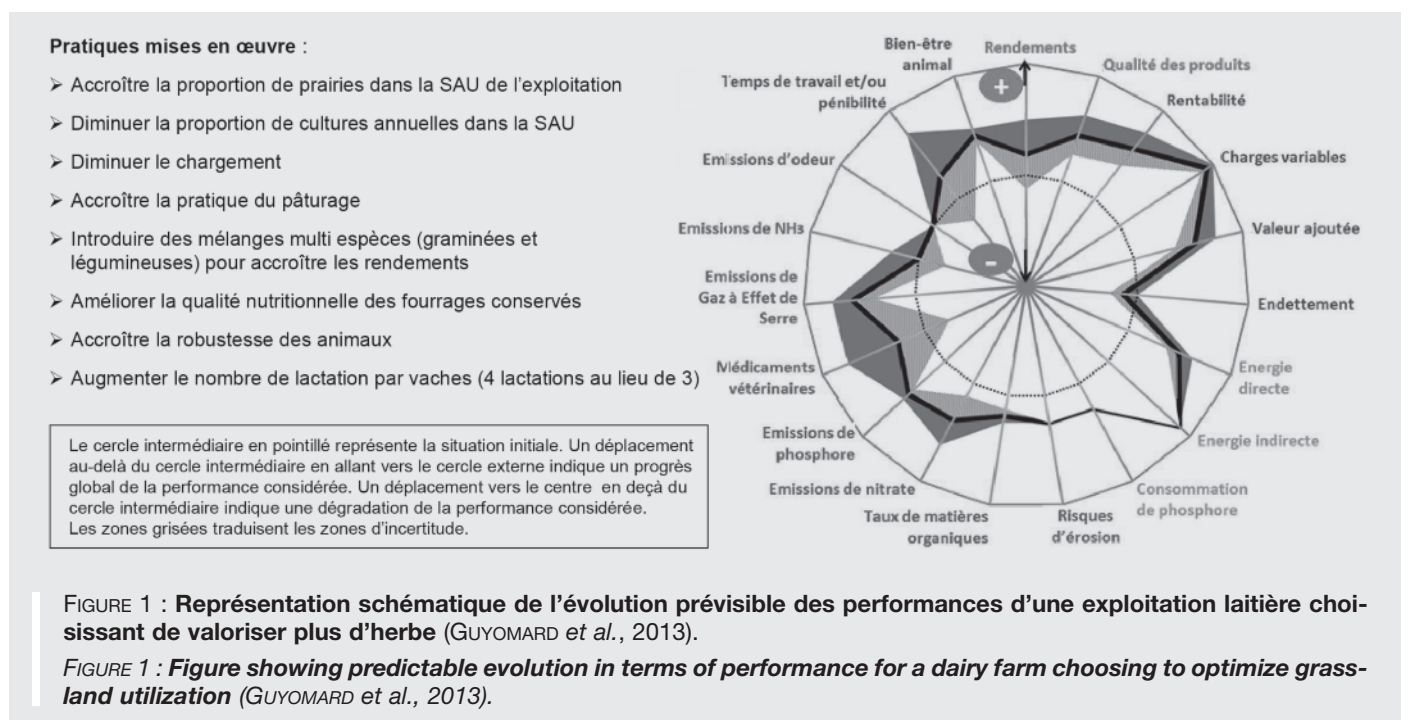 Pratiques mises en œuvre :
➢ Accroître la proportion de prairies dans la SAU de l'exploitation
➢ Diminuer la proportion de cultures annuelles dans la SAU
➢ Diminuer le chargement
➢ Accroître la pratique du pâturage
➢ Introduire des mélanges multi espèces (graminées et
légumineuses) pour accroître les rendements
➢ Améliorer la qualité nutritionnelle des fourrages conservés
➢ Accroître la robustesse des animaux
➢ Augmenter le nombre de lactation par vaches (4 lactations au lieu de 3)
Le cercle intermédiaire en pointillé représente la situation initiale. Un déplacement
au-delà du cercle intermédiaire en allant vers le cercle externe indique un progrès
global de la performance considérée. Un déplacement vers le centre en deçà du
cercle intermédiaire indique une dégradation de la performance considérée.
Les zones grisées traduisent les zones d'incertitude.
Rendements
Qualité des produits
Rentabilité
Charges variables
Valeur ajoutée
Endettement
Energie
directe
Energie indirecte
Consommation
de phosphore
Risques
d'érosion
Taux de matières
organiques
Emissions de nitrate
Emissions de
phosphore
Médicaments
vétérinaires
Emissions de
Gaz à Effet de
Serre
Emissions de NH3
Emissions d'odeur
Temps de travail et/ou
pénibilité
Bien-être
animal
+
-
FIGURE 1 : Représentation schématique de l'évolution prévisible des performances d'une exploitation laitière choi-
sissant de valoriser plus d'herbe (GUYOMARD et al., 2013).
FIGURE 1 : Figure showing predictable evolution in terms of performance for a dairy farm choosing to optimize grass-
land utilization (GUYOMARD et al., 2013).